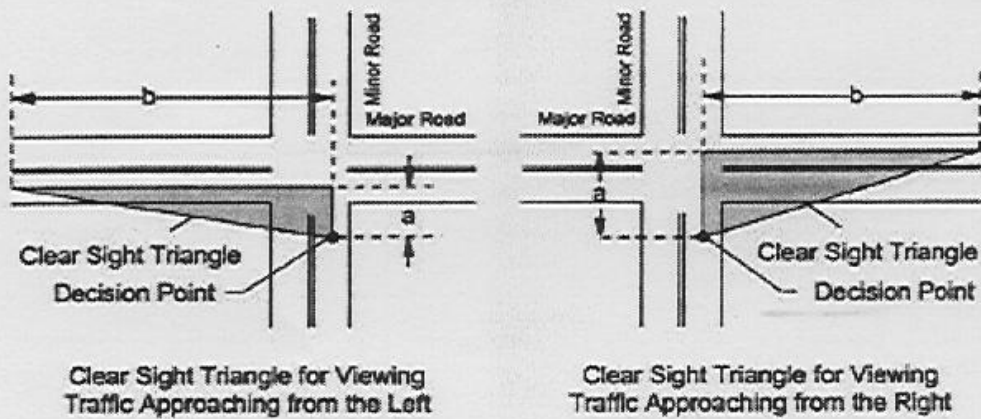 b
Minor Road
Major Road
a
Clear Sight Triangle
Decision Point
Clear Sight Triangle for Viewing
Traffic Approaching from the Left
Minor Road
b
Major Road
a
Clear Sight Triangle
Decision Point
Clear Sight Triangle for Viewing
Traffic Approaching from the Right